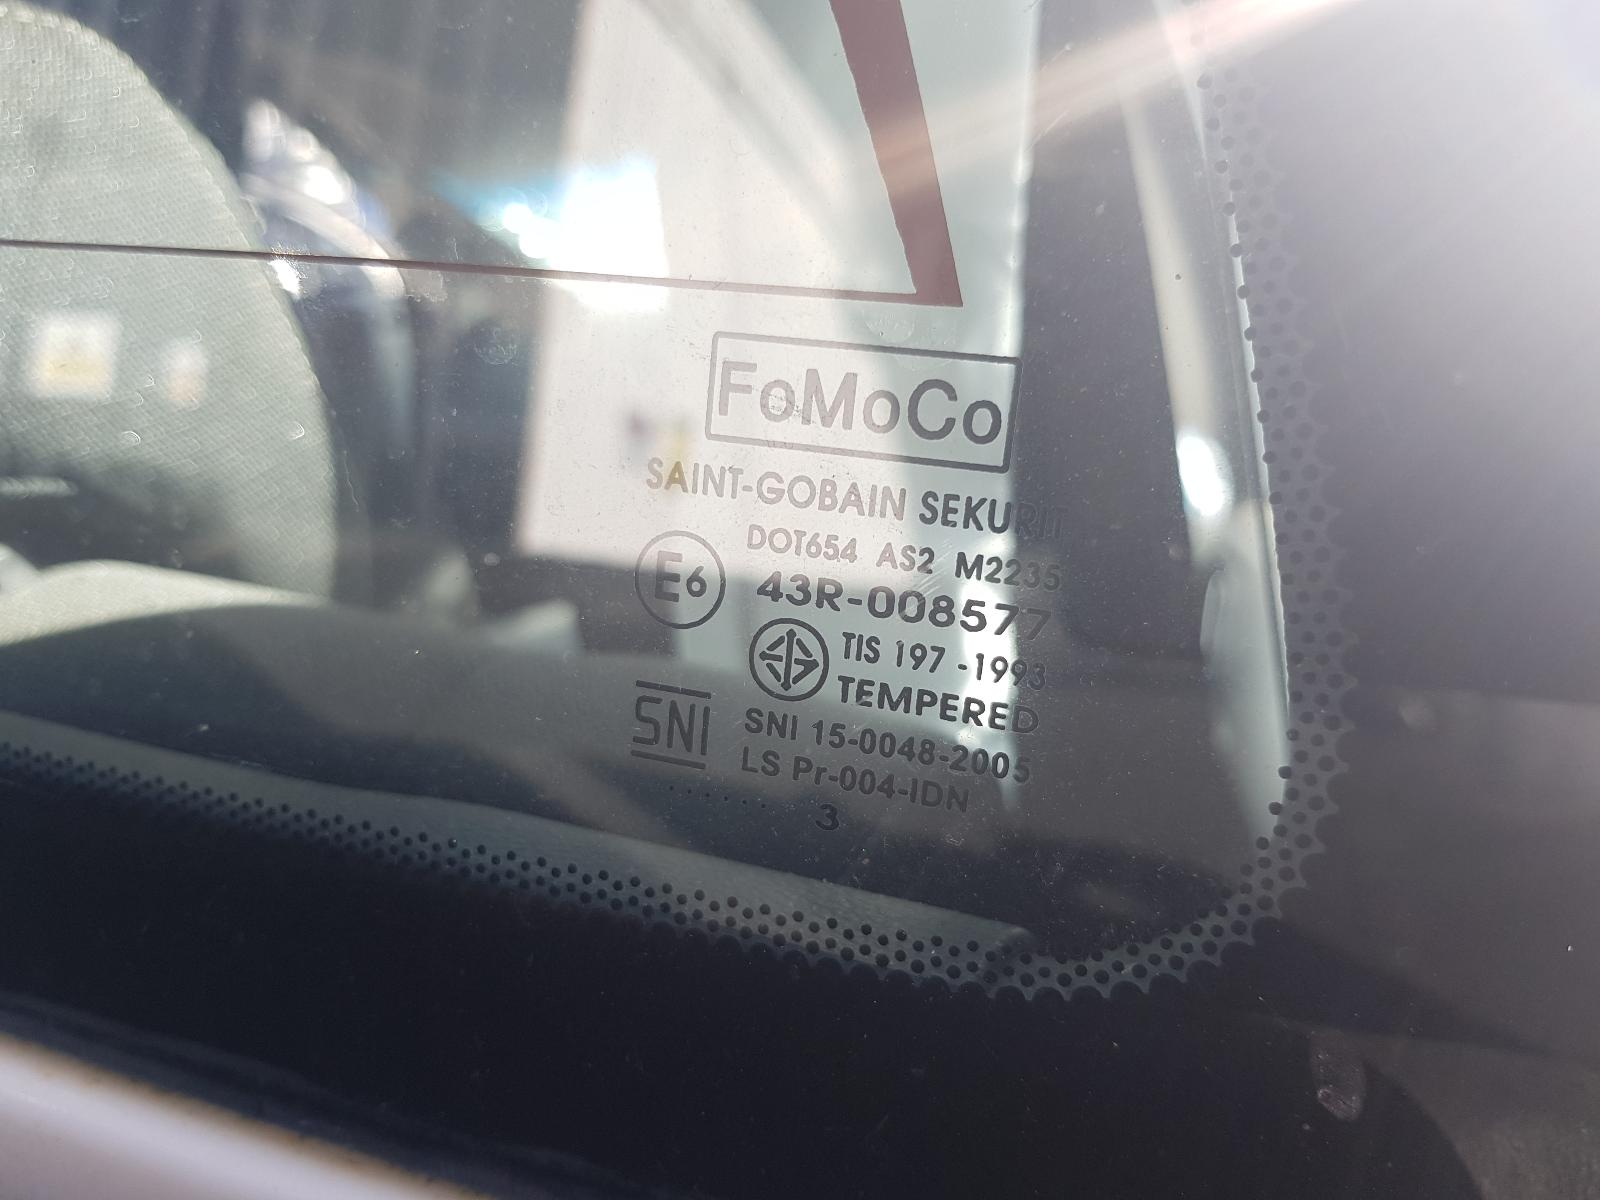 FoMoCo
SAINT-GOBAIN SEKURIT
DOT654 AS2 M2235
E6 43R-008577
TIS 197 -1993
TEMPERED
SNI SNI 15-0048-2005
LS Pr-004-IDN
.......
3